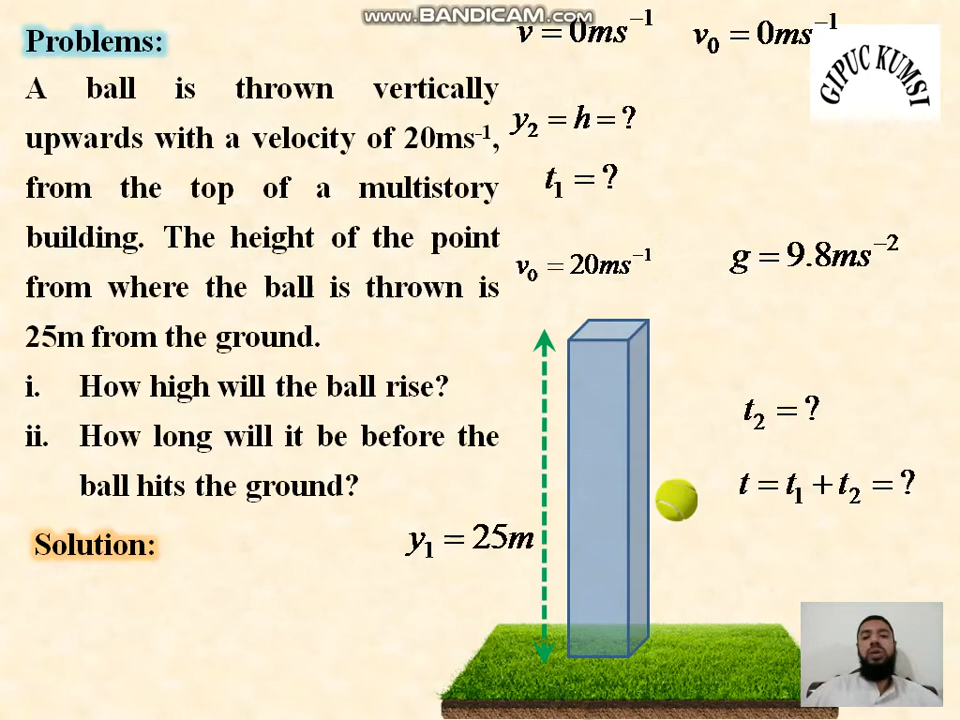 www.BANDICAM.com
Problems:
A ball is thrown vertically
upwards with a velocity of 20ms⁻¹,
from the top of a multistory
building. The height of the point
from where the ball is thrown is
25m from the ground.
i. How high will the ball rise?
ii. How long will it be before the
ball hits the ground?
Solution:
v = 0ms⁻¹
v₀ = 0ms⁻¹
GIPUC KUMSI
y₂ = h = ?
t₁ = ?
v₀ = 20ms⁻¹
g = 9.8ms⁻²
t₂ = ?
t = t₁ + t₂ = ?
y₁ = 25m